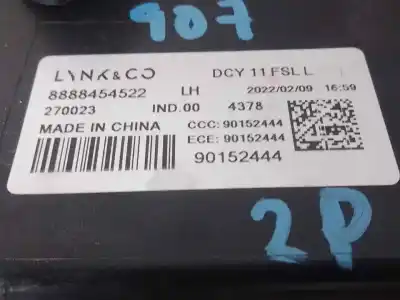 907
LYNK&CO DCY 11 FSL L
8888454522 LH 2022/02/09 16:59
270023 IND.00 4378
MADE IN CHINA CCC: 90152444
ECE: 90152444
90152444
2P